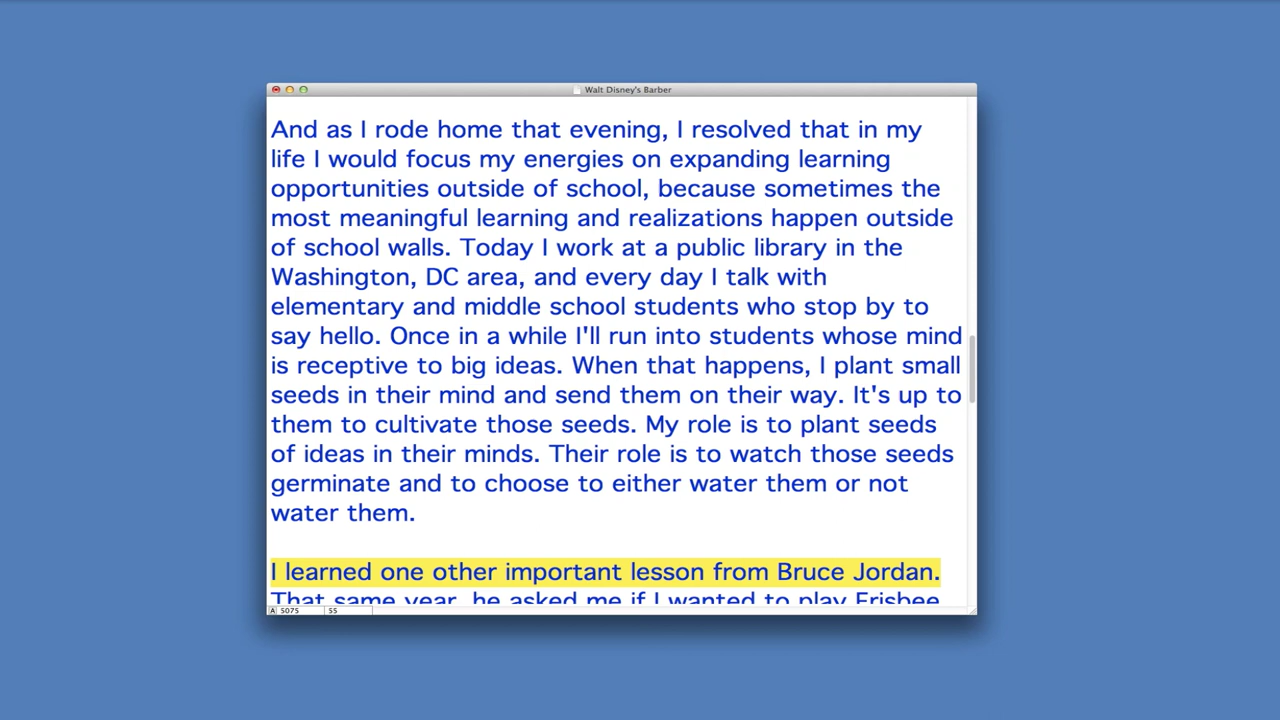 Walt Disney's Barber
And as I rode home that evening, I resolved that in my
life I would focus my energies on expanding learning
opportunities outside of school, because sometimes the
most meaningful learning and realizations happen outside
of school walls. Today I work at a public library in the
Washington, DC area, and every day I talk with
elementary and middle school students who stop by to
say hello. Once in a while I'll run into students whose mind
is receptive to big ideas. When that happens, I plant small
seeds in their mind and send them on their way. It's up to
them to cultivate those seeds. My role is to plant seeds
of ideas in their minds. Their role is to watch those seeds
germinate and to choose to either water them or not
water them.
I learned one other important lesson from Bruce Jordan.
That same year, he asked me if I wanted to play Frisbee
A 5075 55